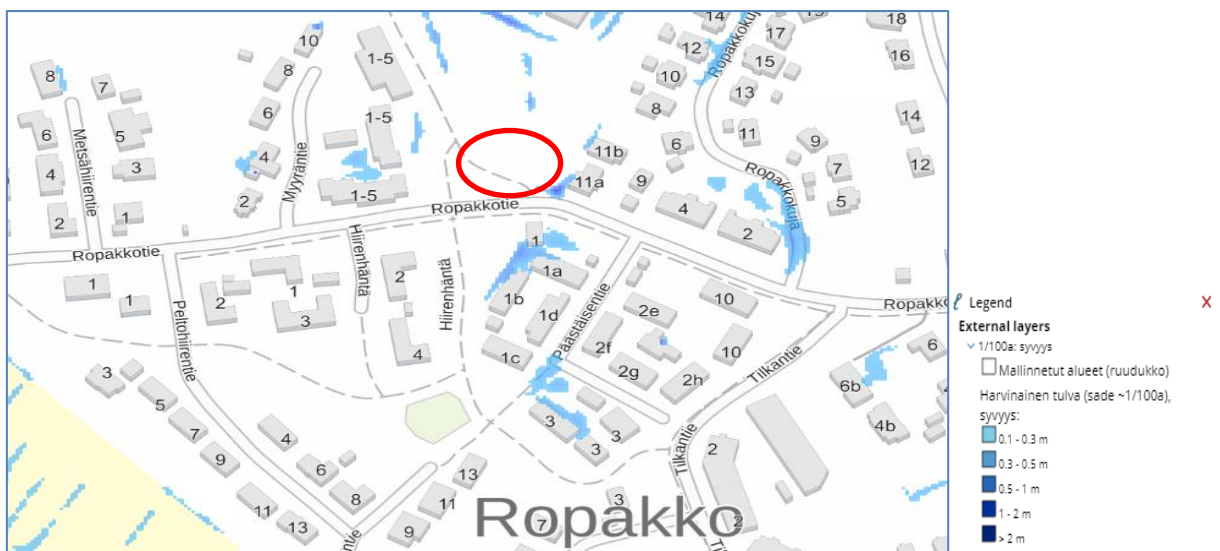 14
17
15
18
10
1-5
12
Ropakkokuja
16
8
7
8
10
15
13
6
5
6
1-5
8
14
Metsähiirentie
4
11
9
6
11b
4
3
Myyräntie
7
12
11a
9
Ropakkokuja
2
1-5
5
2
1
Ropakkotie
4
2
1
Ropakkotie
Hiirenhäntä
1
1
2
1a
1
2
Hiirenhäntä
1b
10
Ropakko
Legend
X
External layers
1/100a: syvyys
Mallinnetut alueet (ruudukko)
Harvinainen tulva (sade ~1/100a),
syvyys:
0.1 - 0.3 m
0.3 - 0.5 m
0.5 - 1 m
1 - 2 m
> 2 m
Peltohiirentie
3
1d
Päästäisentie
2e
2f
10
4
1c
2g
2h
Tilkantie
6
6b
3
5
3
3
3
4b
7
4
2
Tilkantie
9
6
13
8
11
11
3
13
9
7
2
Tie
Ropakko